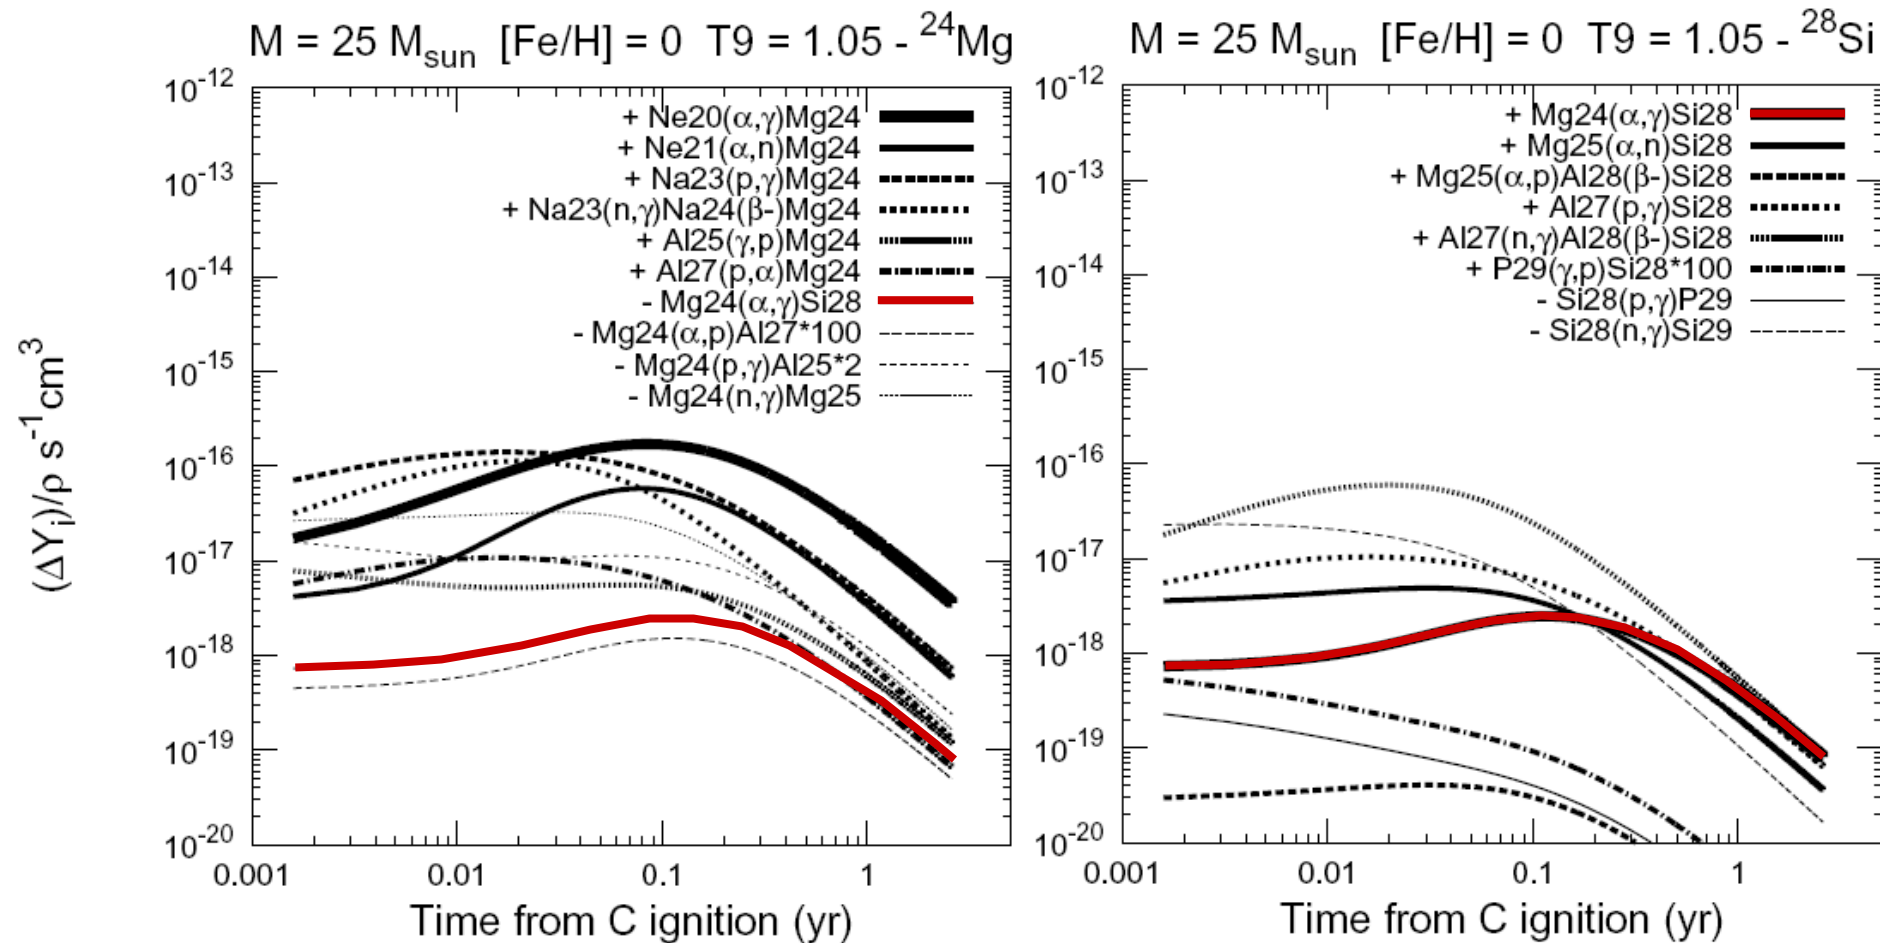 M = 25 M_sun [Fe/H] = 0 T9 = 1.05 - ^24Mg
10^-12
10^-13
10^-14
10^-15
10^-16
10^-17
10^-18
10^-19
10^-20
(ΔY_i)/ρ s^-1 cm^3
+ Ne20(α,γ)Mg24
+ Ne21(α,n)Mg24
+ Na23(p,γ)Mg24
+ Na23(n,γ)Na24(β-)Mg24
+ Al25(γ,p)Mg24
+ Al27(p,α)Mg24
- Mg24(α,γ)Si28
- Mg24(α,p)Al27*100
- Mg24(p,γ)Al25*2
- Mg24(n,γ)Mg25
0.001 0.01 0.1 1
Time from C ignition (yr)
M = 25 M_sun [Fe/H] = 0 T9 = 1.05 - ^28Si
10^-12
10^-13
10^-14
10^-15
10^-16
10^-17
10^-18
10^-19
10^-20
+ Mg24(α,γ)Si28
+ Mg25(α,n)Si28
+ Mg25(α,p)Al28(β-)Si28
+ Al27(p,γ)Si28
+ Al27(n,γ)Al28(β-)Si28
+ P29(γ,p)Si28*100
- Si28(p,γ)P29
- Si28(n,γ)Si29
0.001 0.01 0.1 1
Time from C ignition (yr)